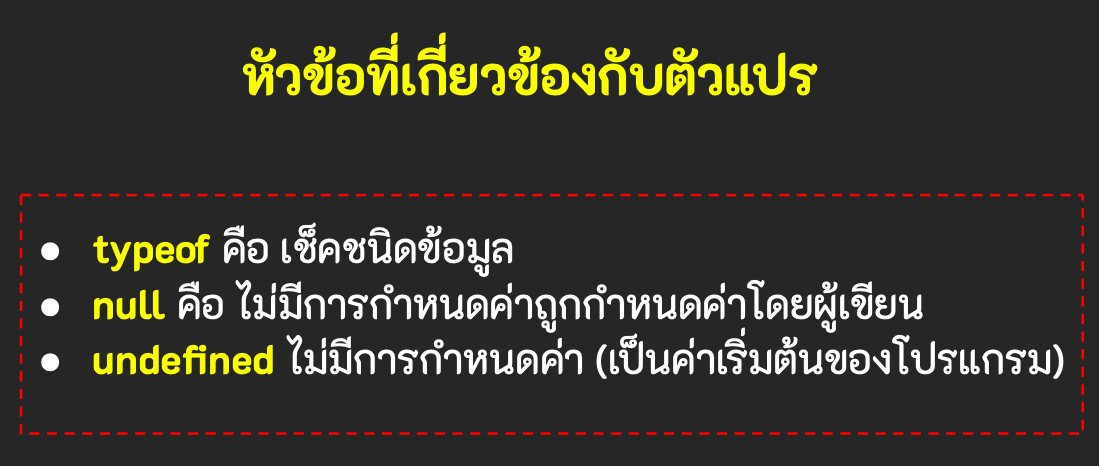 หัวข้อที่เกี่ยวข้องกับตัวแปร
● typeof คือ เช็คชนิดข้อมูล
● null คือ ไม่มีการกำหนดค่าถูกกำหนดค่าโดยผู้เขียน
● undefined ไม่มีการกำหนดค่า (เป็นค่าเริ่มต้นของโปรแกรม)